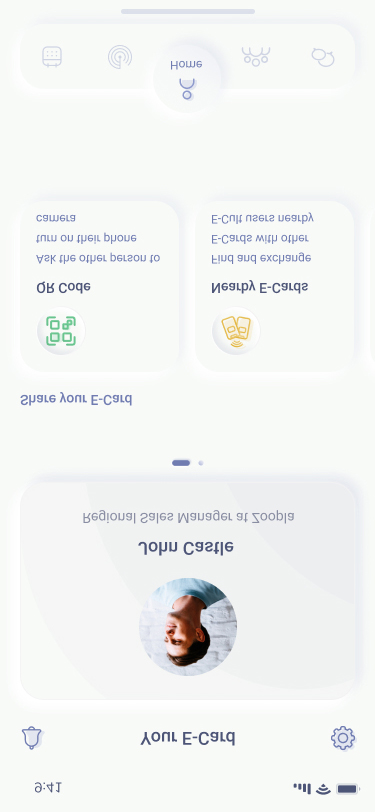 9:41
Your E-Card
John Castle
Regional Sales Manager at Zoopla
Share your E-Card
QR Code
Ask the other person to
turn on their phone
camera
Nearby E-Cards
Find and exchange
E-Cards with other
E-Cult users nearby
Home